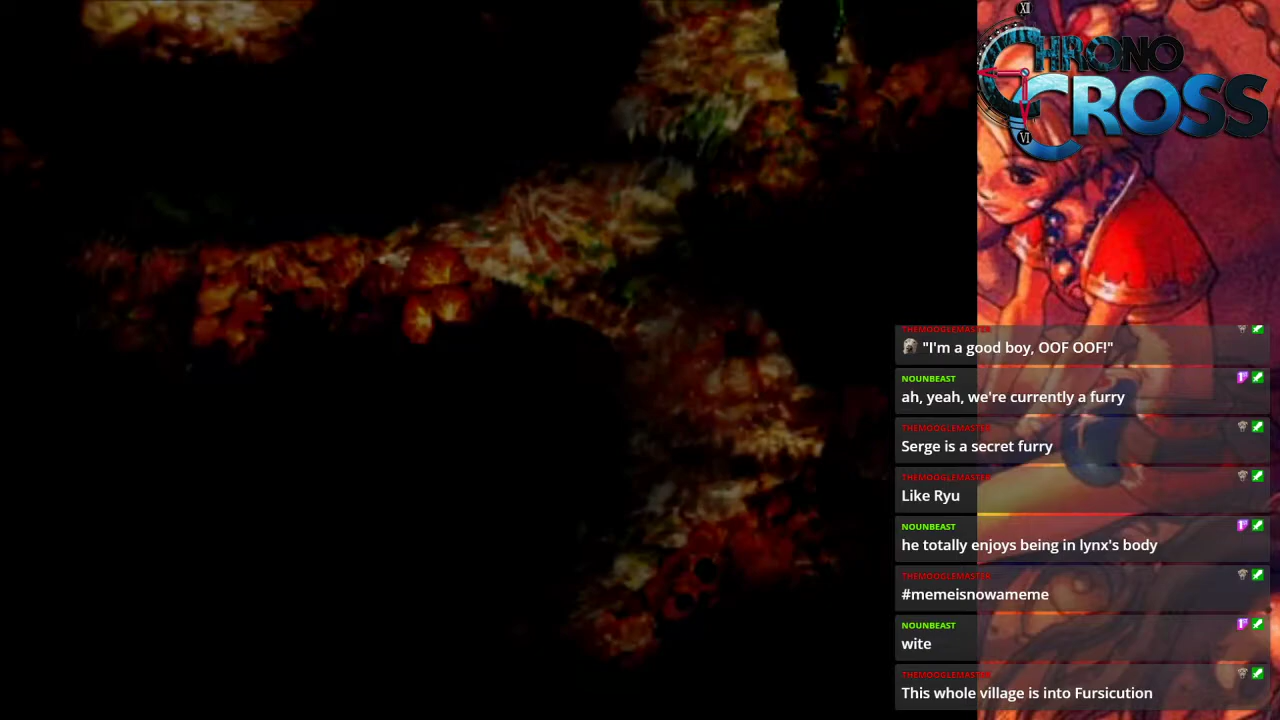 XII
CHRONO
CROSS
VI
THEMOOGLEMASTER
"I'm a good boy, OOF OOF!"
NOUNBEAST
ah, yeah, we're currently a furry
THEMOOGLEMASTER
Serge is a secret furry
THEMOOGLEMASTER
Like Ryu
NOUNBEAST
he totally enjoys being in lynx's body
THEMOOGLEMASTER
#memeisnowameme
NOUNBEAST
wite
THEMOOGLEMASTER
This whole village is into Fursicution